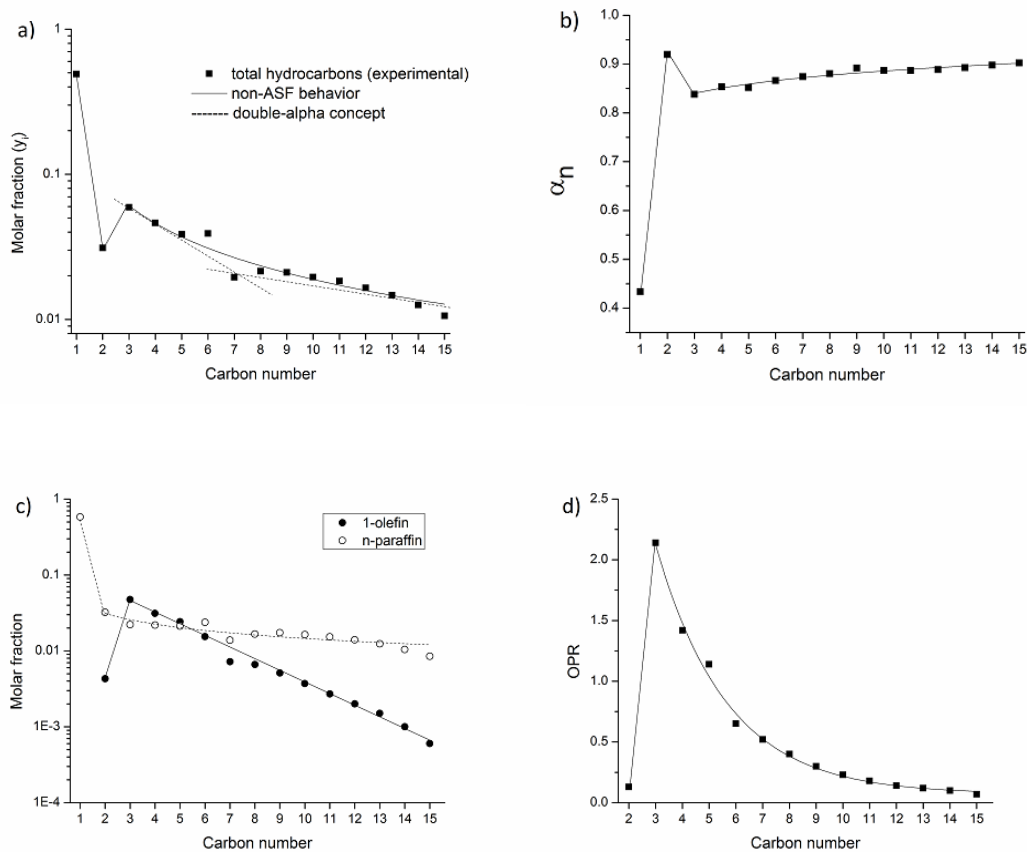 a)
1
0.1
0.01
Molar fraction (yᵢ)
total hydrocarbons (experimental)
non-ASF behavior
double-alpha concept
1 2 3 4 5 6 7 8 9 10 11 12 13 14 15
Carbon number
b)
1.0
0.9
0.8
0.7
0.6
0.5
0.4
αn
1 2 3 4 5 6 7 8 9 10 11 12 13 14 15
Carbon number
c)
1
0.1
0.01
1E-3
1E-4
Molar fraction
1-olefin
n-paraffin
1 2 3 4 5 6 7 8 9 10 11 12 13 14 15
Carbon number
d)
2.5
2.0
1.5
1.0
0.5
0.0
OPR
2 3 4 5 6 7 8 9 10 11 12 13 14 15
Carbon number